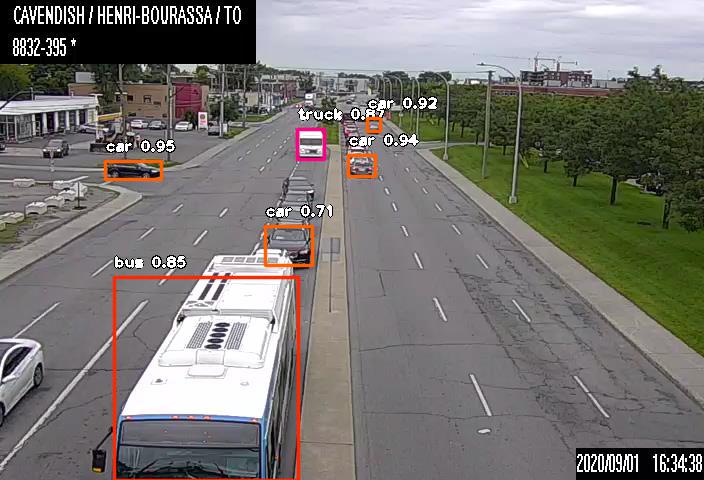 CAVENDISH / HENRI-BOURASSA / TO
8832-395 *
car 0.92
truck 0.87
car 0.94
car 0.95
car 0.71
bus 0.85
2020/09/01 16:34:38